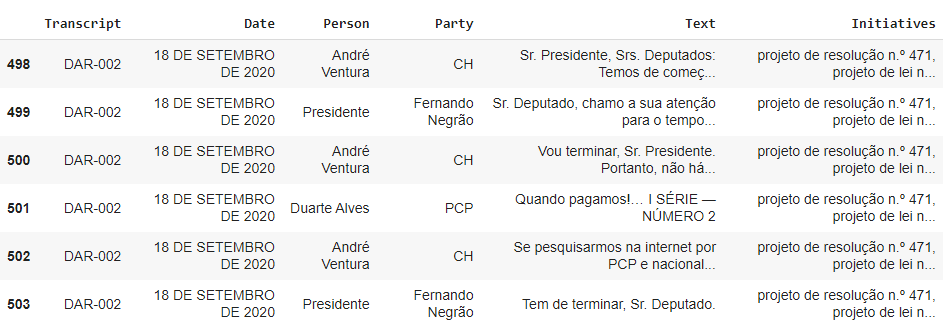 Transcript Date Person Party Text Initiatives
498 DAR-002 18 DE SETEMBRO DE 2020 André Ventura CH Sr. Presidente, Srs. Deputados: Temos de começ... projeto de resolução n.º 471, projeto de lei n...
499 DAR-002 18 DE SETEMBRO DE 2020 Presidente Fernando Negrão Sr. Deputado, chamo a sua atenção para o tempo... projeto de resolução n.º 471, projeto de lei n...
500 DAR-002 18 DE SETEMBRO DE 2020 André Ventura CH Vou terminar, Sr. Presidente. Portanto, não há... projeto de resolução n.º 471, projeto de lei n...
501 DAR-002 18 DE SETEMBRO DE 2020 Duarte Alves PCP Quando pagamos!… I SÉRIE — NÚMERO 2 projeto de resolução n.º 471, projeto de lei n...
502 DAR-002 18 DE SETEMBRO DE 2020 André Ventura CH Se pesquisarmos na internet por PCP e nacional... projeto de resolução n.º 471, projeto de lei n...
503 DAR-002 18 DE SETEMBRO DE 2020 Presidente Fernando Negrão Tem de terminar, Sr. Deputado. projeto de resolução n.º 471, projeto de lei n...